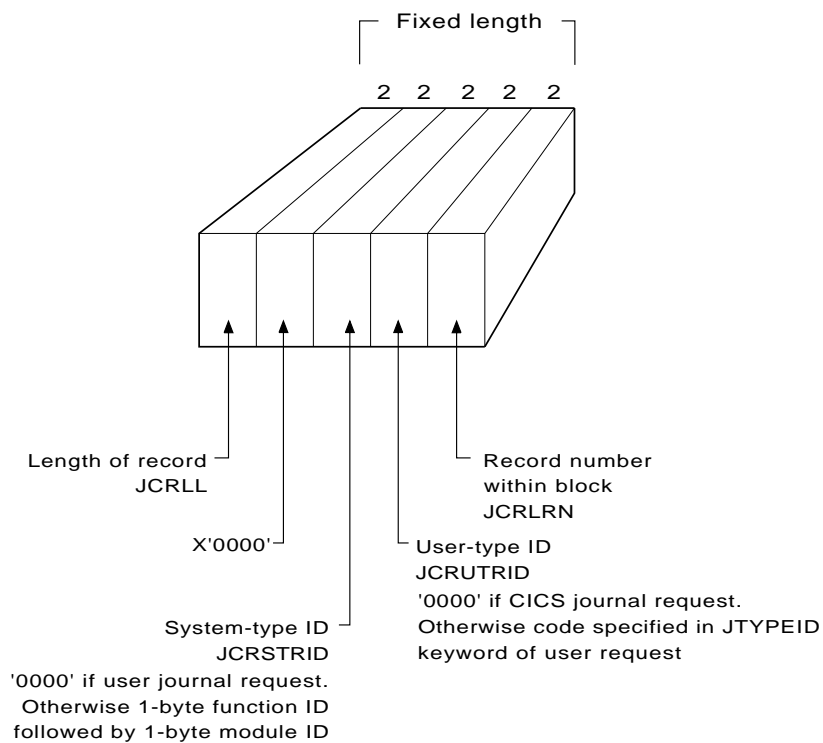 Fixed length
2 2 2 2 2
Length of record
JCRLL
Record number
within block
JCRLRN
X'0000'
User-type ID
JCRUTRID
'0000' if CICS journal request.
Otherwise code specified in JTYPEID
keyword of user request
System-type ID
JCRSTRID
'0000' if user journal request.
Otherwise 1-byte function ID
followed by 1-byte module ID